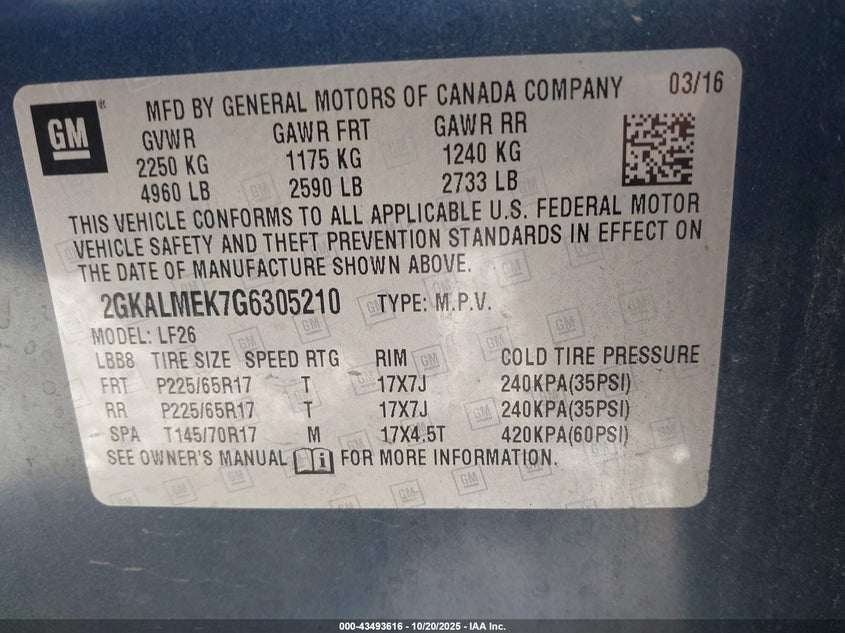 GM ® MFD BY GENERAL MOTORS OF CANADA COMPANY 03/16
GVWR GAWR FRT GAWR RR
2250 KG 1175 KG 1240 KG
4960 LB 2590 LB 2733 LB
THIS VEHICLE CONFORMS TO ALL APPLICABLE U.S. FEDERAL MOTOR
VEHICLE SAFETY AND THEFT PREVENTION STANDARDS IN EFFECT ON
THE DATE OF MANUFACTURE SHOWN ABOVE.
2GKALMEK7G6305210 TYPE: M.P.V.
MODEL: LF26
LBB8 TIRE SIZE SPEED RTG RIM COLD TIRE PRESSURE
FRT P225/65R17 T 17X7J 240KPA(35PSI)
RR P225/65R17 T 17X7J 240KPA(35PSI)
SPA T145/70R17 M 17X4.5T 420KPA(60PSI)
SEE OWNER'S MANUAL i FOR MORE INFORMATION.
000-43493616 - 10/20/2025 - IAA Inc.